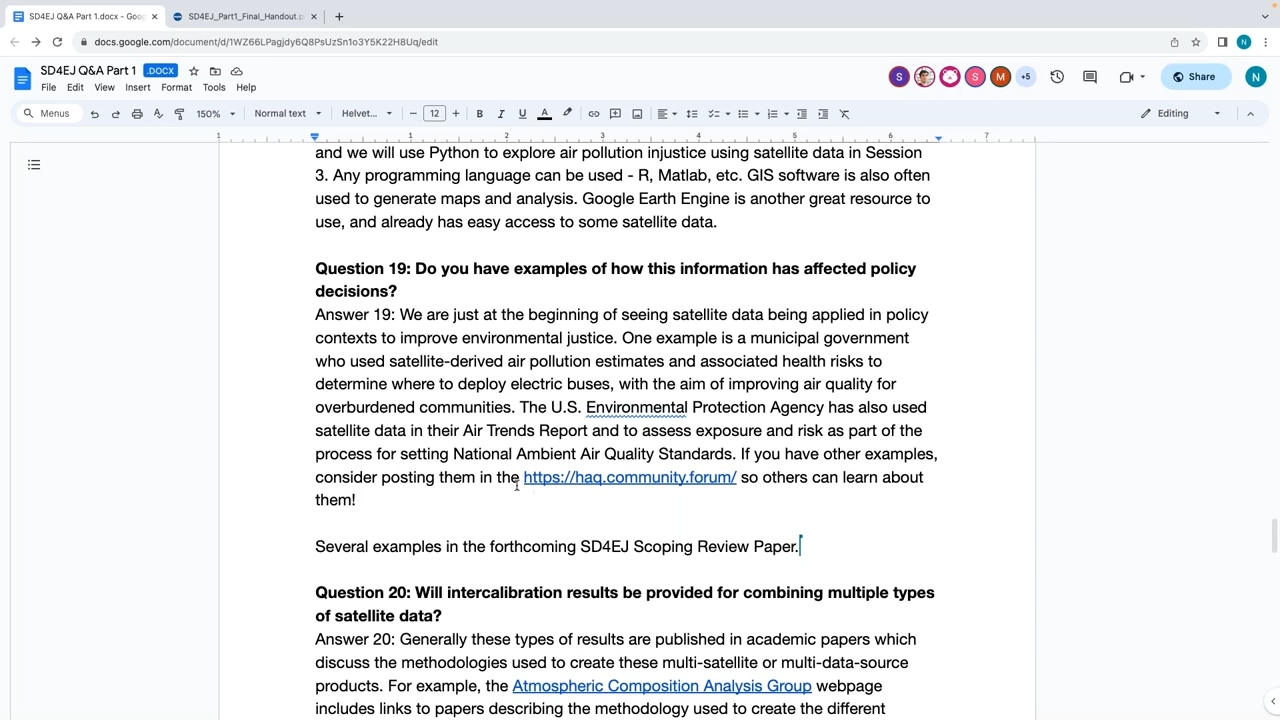 SD4EJ Q&A Part 1.docx - Goog
SD4EJ_Part1_Final_Handout.p
docs.google.com/document/d/1WZ66LPagjdy6Q8PsUzSn1o3Y5K22H8Uq/edit
SD4EJ Q&A Part 1 .DOCX
File Edit View Insert Format Tools Help
S S M +5 Share N
Menus 150% Normal text Helvet... 12 B I U A Editing
1 1 2 3 4 5 6 7
and we will use Python to explore air pollution injustice using satellite data in Session
3. Any programming language can be used - R, Matlab, etc. GIS software is also often
used to generate maps and analysis. Google Earth Engine is another great resource to
use, and already has easy access to some satellite data.
Question 19: Do you have examples of how this information has affected policy
decisions?
Answer 19: We are just at the beginning of seeing satellite data being applied in policy
contexts to improve environmental justice. One example is a municipal government
who used satellite-derived air pollution estimates and associated health risks to
determine where to deploy electric buses, with the aim of improving air quality for
overburdened communities. The U.S. Environmental Protection Agency has also used
satellite data in their Air Trends Report and to assess exposure and risk as part of the
process for setting National Ambient Air Quality Standards. If you have other examples,
consider posting them in the https://haq.community.forum/ so others can learn about
them!
Several examples in the forthcoming SD4EJ Scoping Review Paper.
Question 20: Will intercalibration results be provided for combining multiple types
of satellite data?
Answer 20: Generally these types of results are published in academic papers which
discuss the methodologies used to create these multi-satellite or multi-data-source
products. For example, the Atmospheric Composition Analysis Group webpage
includes links to papers describing the methodology used to create the different